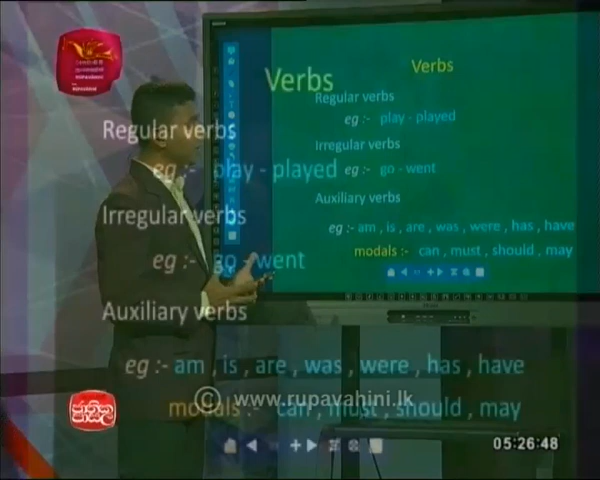 Verbs
Regular verbs
eg :- play - played
Irregular verbs
eg :- go - went
Auxiliary verbs
eg :- am , is , are , was , were , has , have
modals :- can , must , should , may
Verbs
Regular verbs
eg :- play - played
Irregular verbs
eg :- go - went
Auxiliary verbs
eg :- am , is , are , was , were , has , have
modals :- can , must , should , may
© www.rupavahini.lk
05:26:48